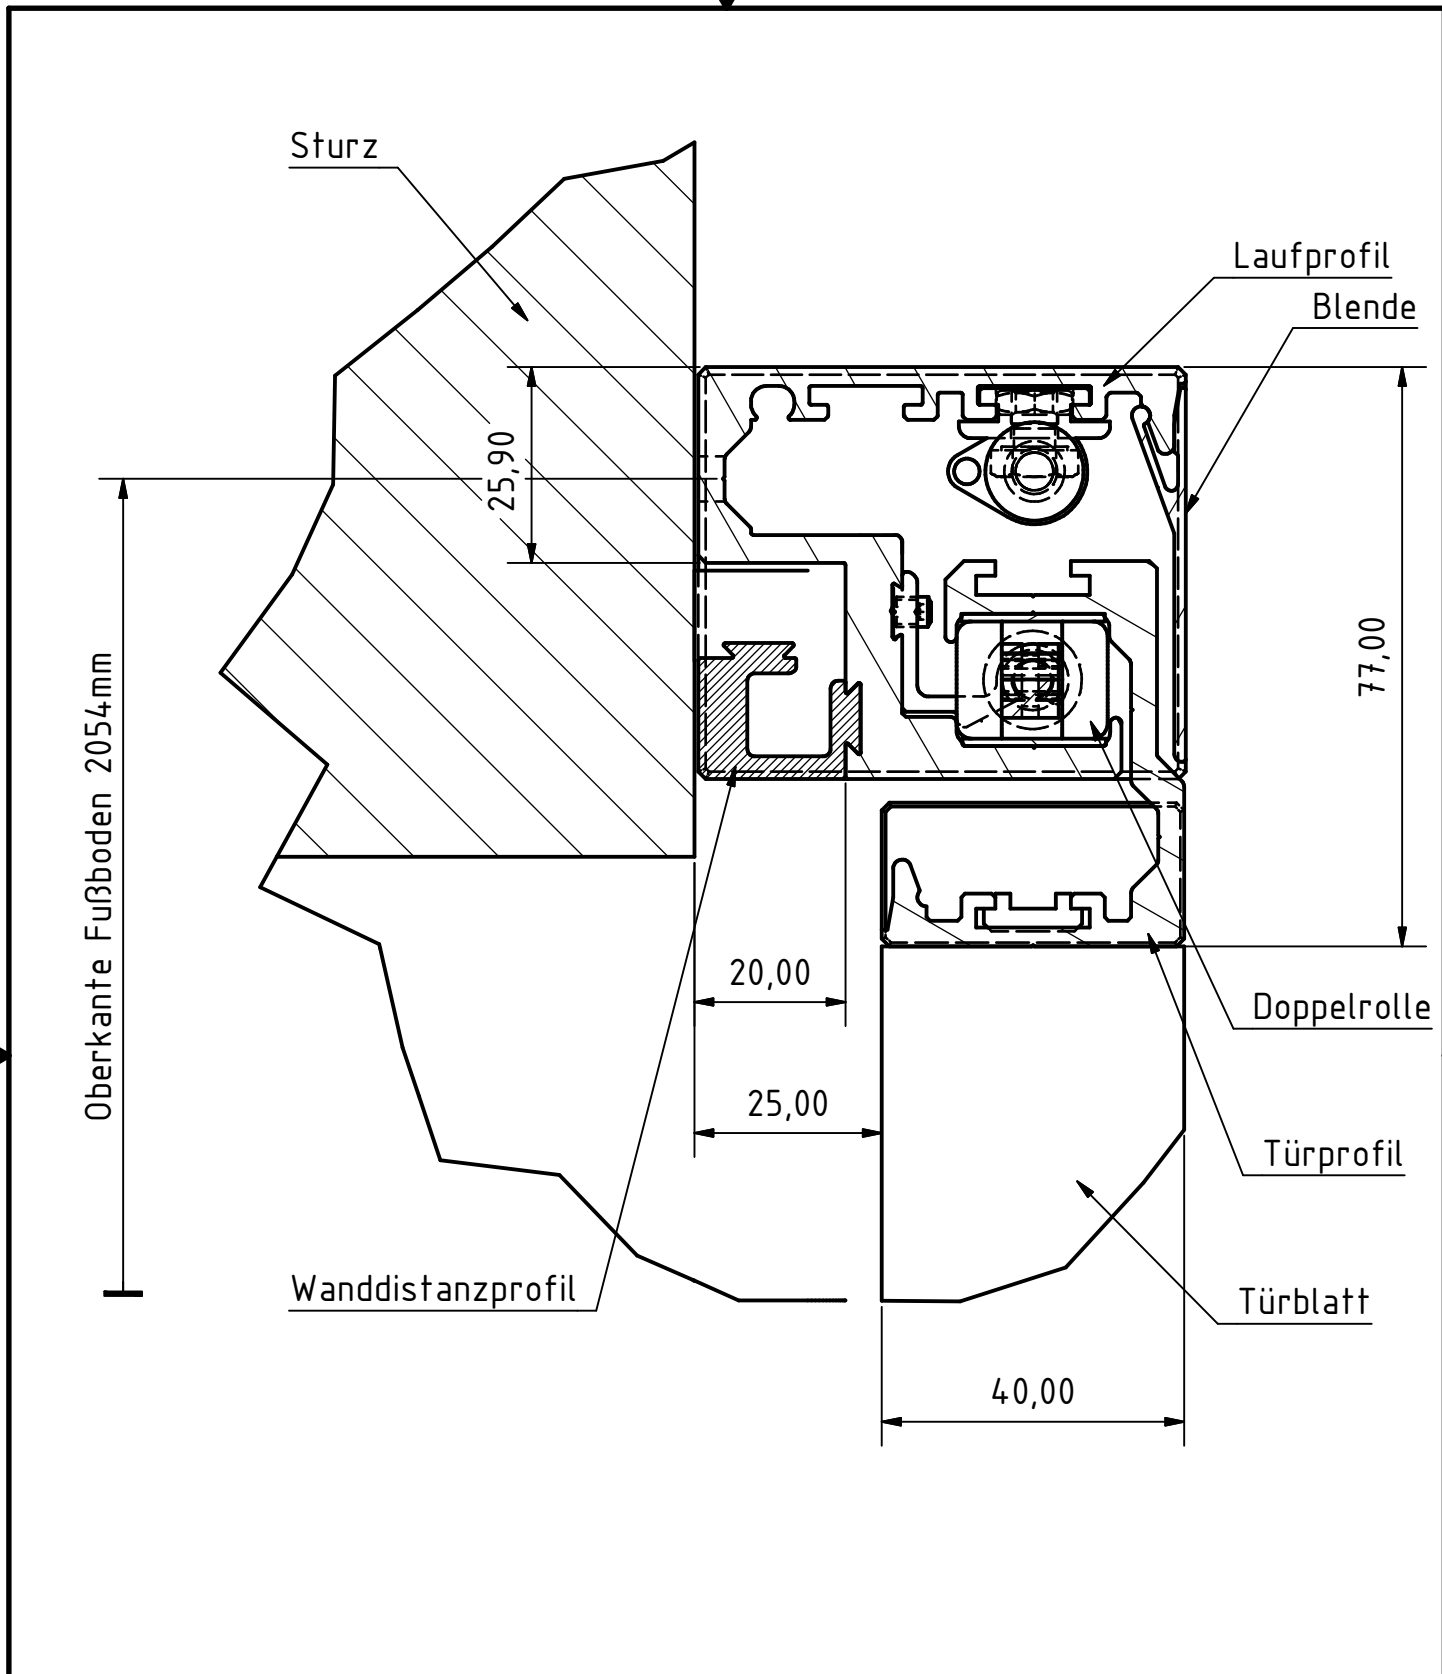 Sturz
Laufprofil
Blende
25,90
77,00
Oberkante Fußboden 2054mm
20,00
Doppelrolle
25,00
Türprofil
Wanddistanzprofil
Türblatt
40,00